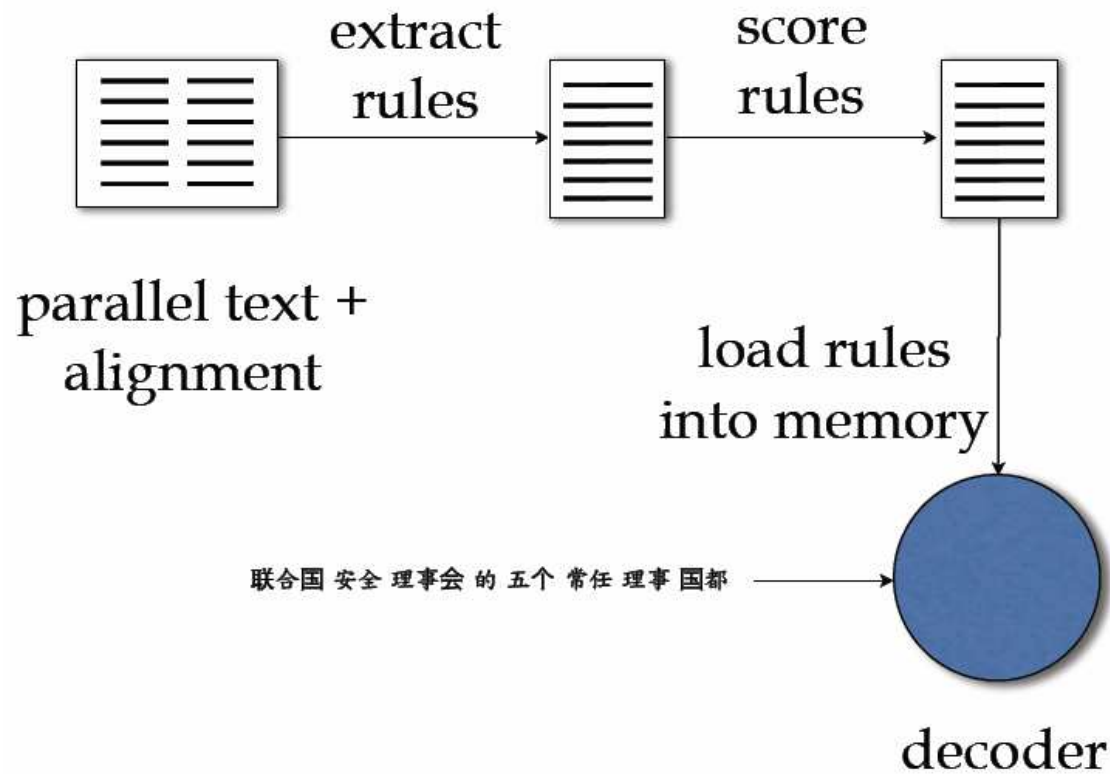 extract
rules
score
rules
parallel text +
alignment
load rules
into memory
联合国 安全 理事会 的 五个 常任 理事 国都
decoder